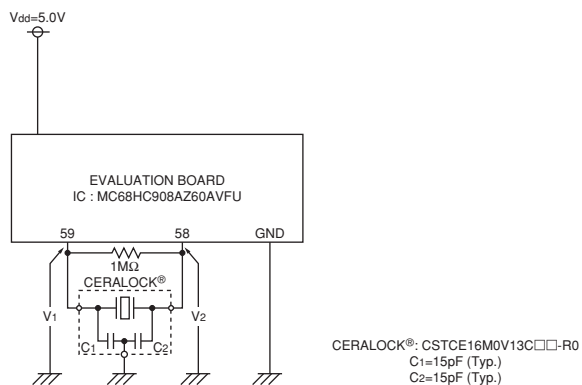 Vdd=5.0V
EVALUATION BOARD
IC : MC68HC908AZ60AVFU
59
58
GND
1MΩ
CERALOCK®
V1
V2
C1
C2
CERALOCK®: CSTCE16M0V13C□□-R0
C1=15pF (Typ.)
C2=15pF (Typ.)